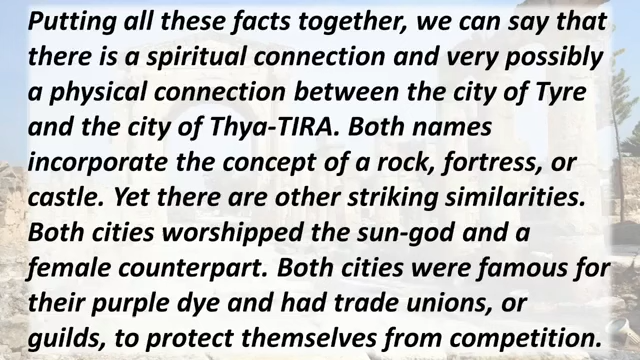 Putting all these facts together, we can say that
there is a spiritual connection and very possibly
a physical connection between the city of Tyre
and the city of Thya-TIRA. Both names
incorporate the concept of a rock, fortress, or
castle. Yet there are other striking similarities.
Both cities worshipped the sun-god and a
female counterpart. Both cities were famous for
their purple dye and had trade unions, or
guilds, to protect themselves from competition.